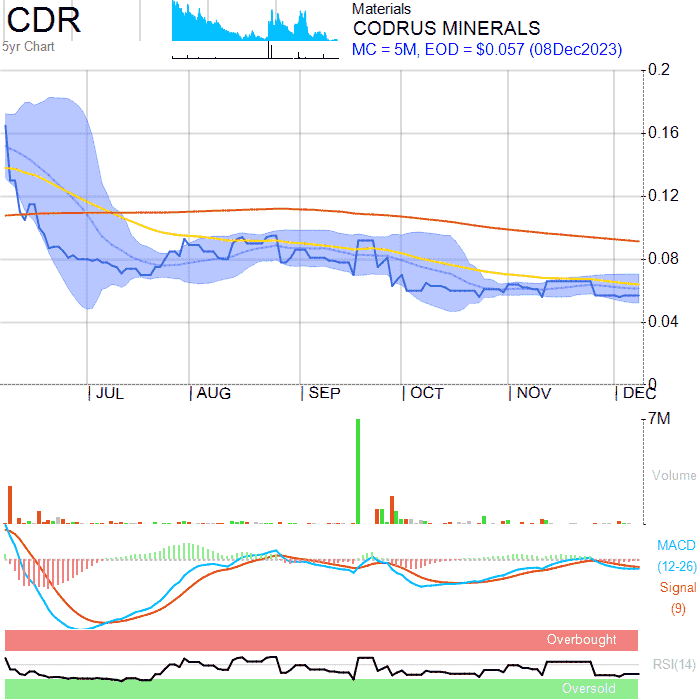 CDR
5yr Chart
Materials
CODRUS MINERALS
MC = 5M, EOD = $0.057 (08Dec2023)
0.2
0.16
0.12
0.08
0.04
0
JUL AUG SEP OCT NOV DEC
7M
Volume
MACD
(12-26)
Signal
(9)
Overbought
RSI(14)
Oversold